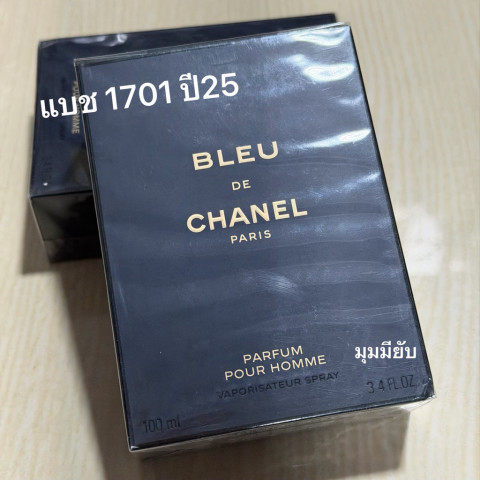 แบช 1701 ปี25
BLEU
DE
CHANEL
PARIS
PARFUM
POUR HOMME
VAPORISATEUR SPRAY
มุมมียับ
100 ml
3.4 FL.OZ